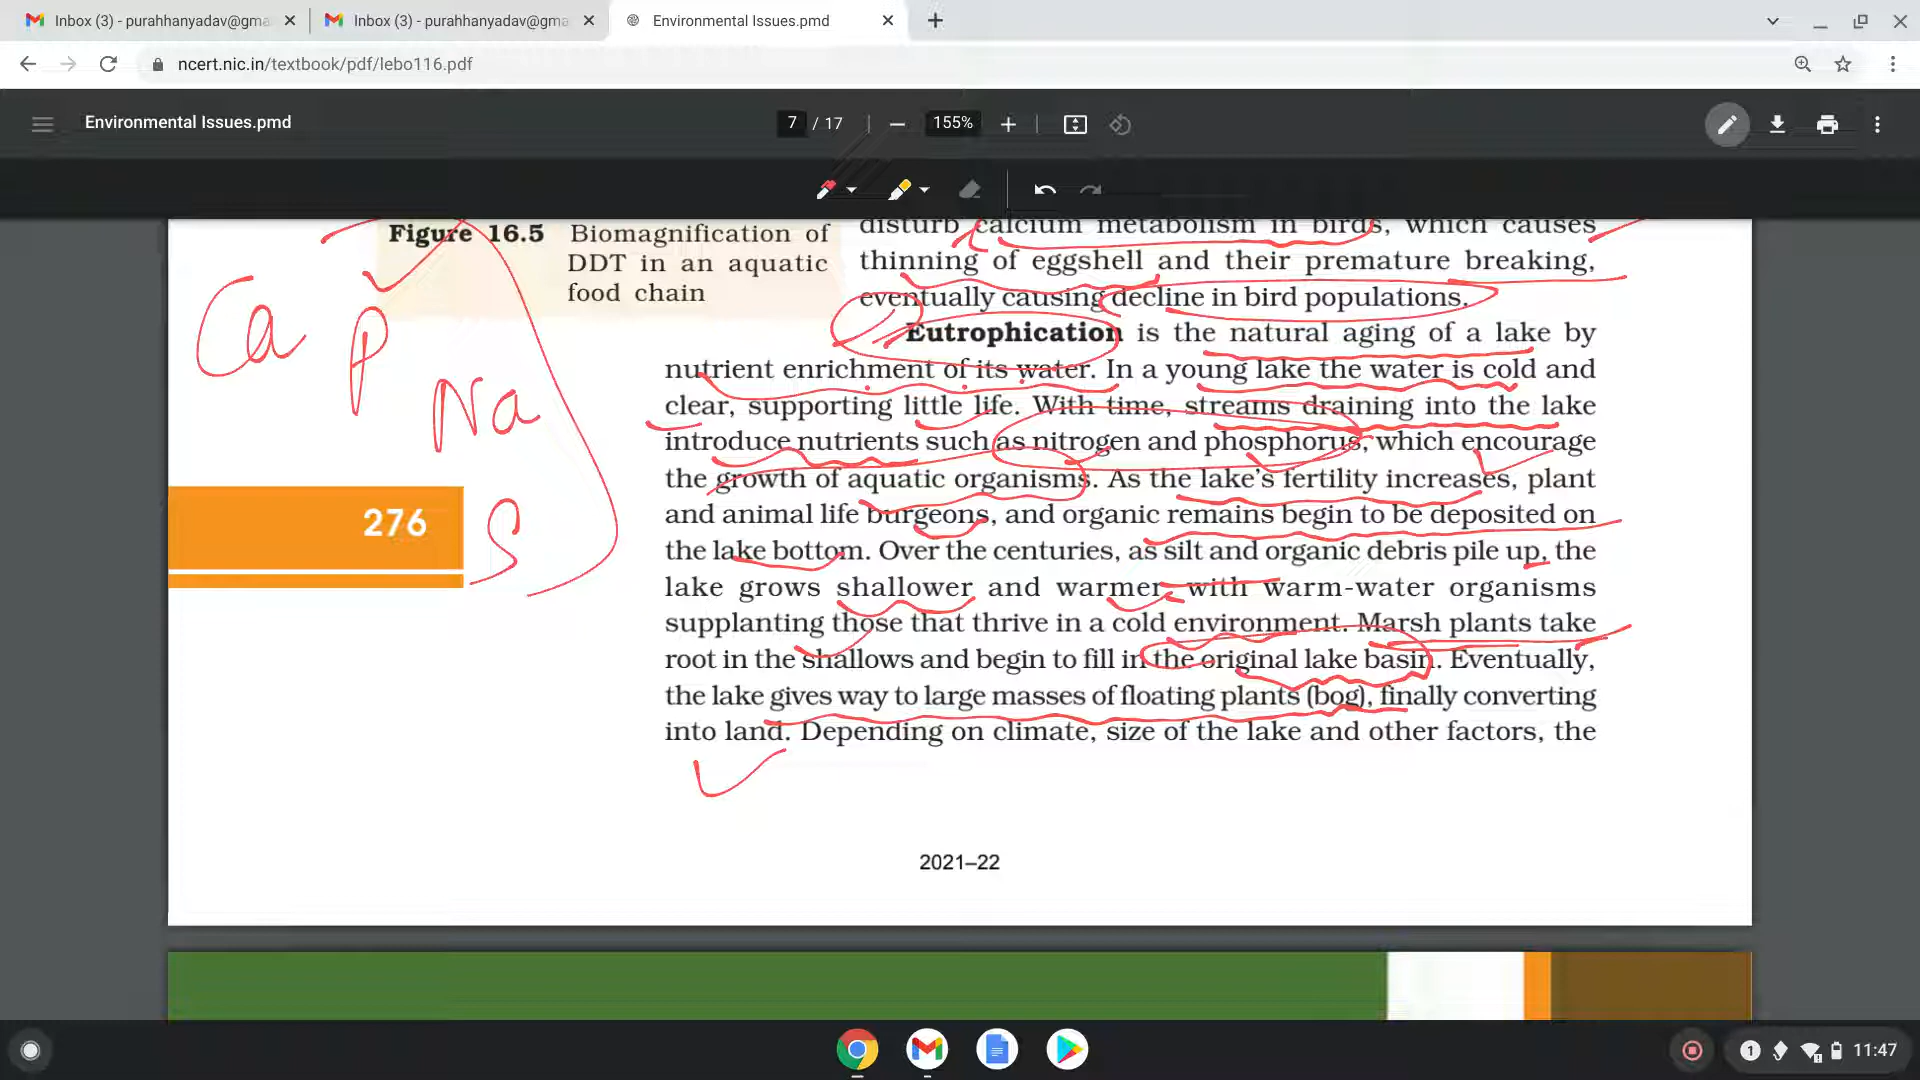 Inbox (3) - purahhanyadav@gma
Inbox (3) - purahhanyadav@gma
Environmental Issues.pmd
ncert.nic.in/textbook/pdf/lebo116.pdf
Environmental Issues.pmd
7 / 17
155%
Figure 16.5 Biomagnification of
DDT in an aquatic
food chain
disturb calcium metabolism in birds, which causes
thinning of eggshell and their premature breaking,
eventually causing decline in bird populations.
Eutrophication is the natural aging of a lake by
nutrient enrichment of its water. In a young lake the water is cold and
clear, supporting little life. With time, streams draining into the lake
introduce nutrients such as nitrogen and phosphorus, which encourage
the growth of aquatic organisms. As the lake's fertility increases, plant
and animal life burgeons, and organic remains begin to be deposited on
the lake bottom. Over the centuries, as silt and organic debris pile up, the
lake grows shallower and warmer, with warm-water organisms
supplanting those that thrive in a cold environment. Marsh plants take
root in the shallows and begin to fill in the original lake basin. Eventually,
the lake gives way to large masses of floating plants (bog), finally converting
into land. Depending on climate, size of the lake and other factors, the
Ca
P
Na
S
276
2021–22
1
11:47